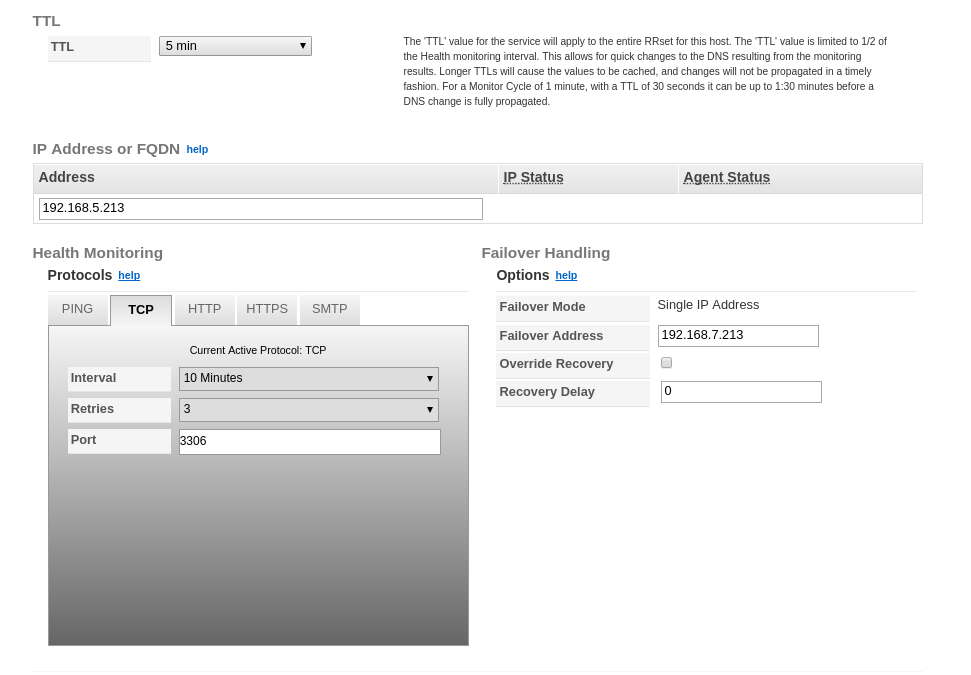 TTL
TTL 5 min
The 'TTL' value for the service will apply to the entire RRset for this host. The 'TTL' value is limited to 1/2 of
the Health monitoring interval. This allows for quick changes to the DNS resulting from the monitoring
results. Longer TTLs will cause the values to be cached, and changes will not be propagated in a timely
fashion. For a Monitor Cycle of 1 minute, with a TTL of 30 seconds it can be up to 1:30 minutes before a
DNS change is fully propagated.
IP Address or FQDN help
Address IP Status Agent Status
192.168.5.213
Health Monitoring
Protocols help
PING TCP HTTP HTTPS SMTP
Current Active Protocol: TCP
Interval 10 Minutes
Retries 3
Port 3306
Failover Handling
Options help
Failover Mode Single IP Address
Failover Address 192.168.7.213
Override Recovery
Recovery Delay 0